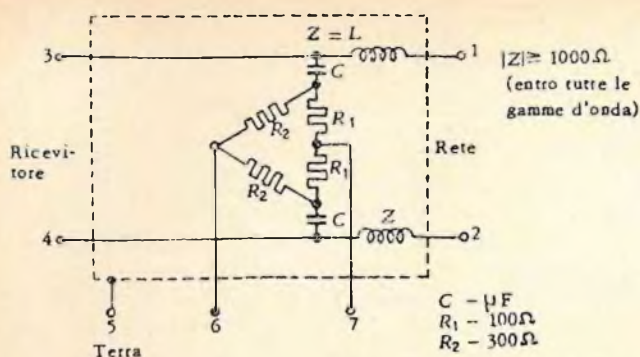 Z = L
3
1
|Z| ≥ 1000Ω
(entro tutte le
gamme d'onda)
C
R₂
R₁
Ricevi-
tore
Rete
R₁
R₂
C
Z
4
2
5
6
7
Terra
C – µF
R₁ – 100Ω
R₂ – 300Ω